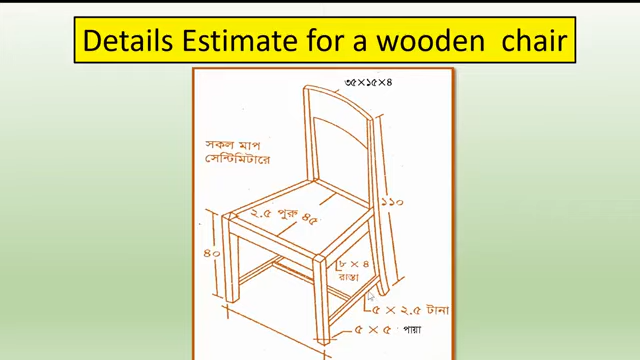 Details Estimate for a wooden chair
৩৫×১৫×৪
সকল মাপ
সেন্টিমিটারে
২.৫ পুরু ৪৫
১১০
৪০
৮ × ৪
রাস্তা
৫ × ২.৫ টানা
৫ × ৫ পায়া